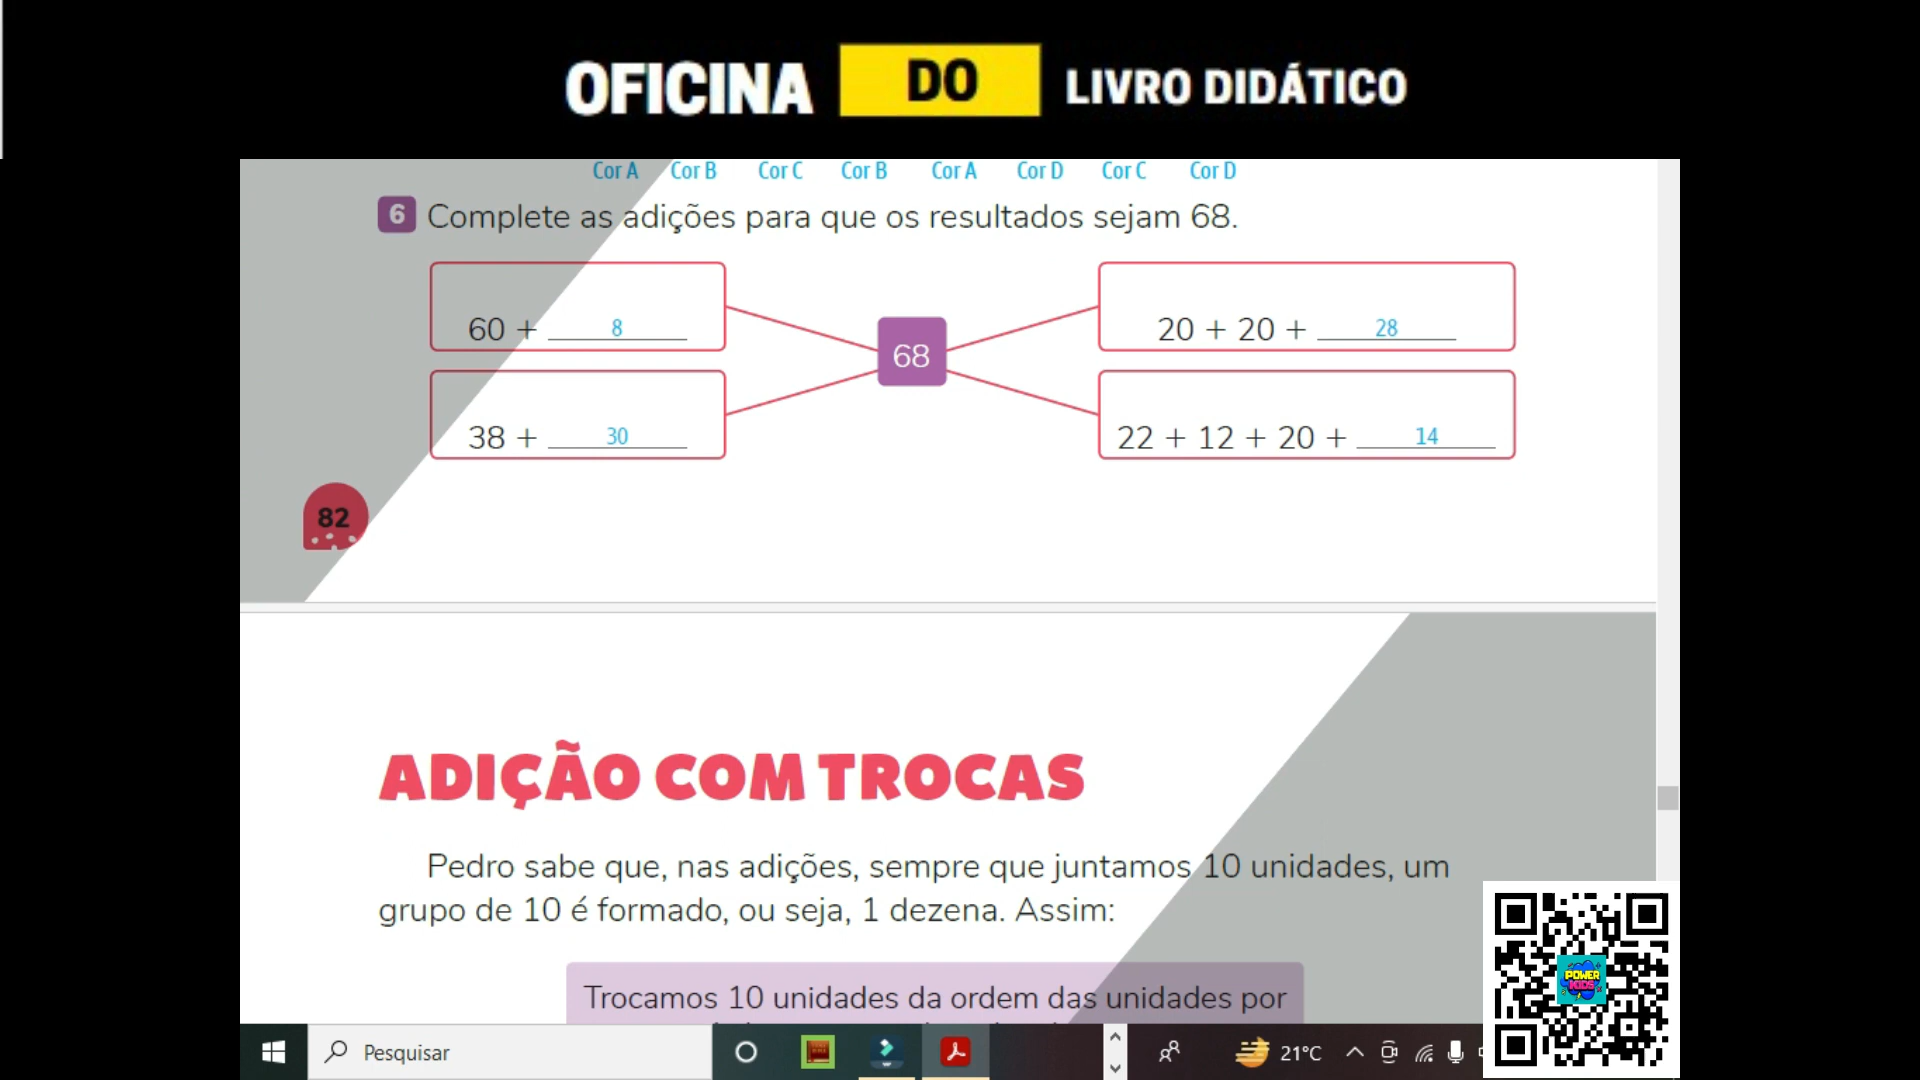 OFICINA DO LIVRO DIDÁTICO
Cor A Cor B Cor C Cor B Cor A Cor D Cor C Cor D
6 Complete as adições para que os resultados sejam 68.
60 + 8
20 + 20 + 28
68
38 + 30
22 + 12 + 20 + 14
82
ADIÇÃO COM TROCAS
Pedro sabe que, nas adições, sempre que juntamos 10 unidades, um
grupo de 10 é formado, ou seja, 1 dezena. Assim:
Trocamos 10 unidades da ordem das unidades por
Pesquisar
21°C
POWER
KIDS